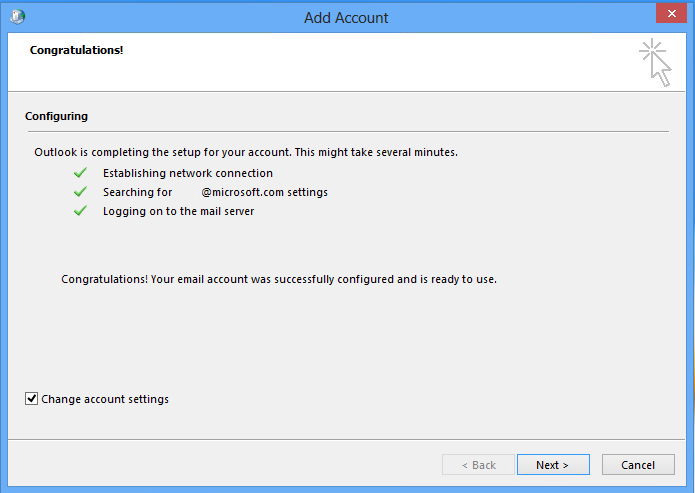 Add Account
Congratulations!
Configuring
Outlook is completing the setup for your account. This might take several minutes.
Establishing network connection
Searching for @microsoft.com settings
Logging on to the mail server
Congratulations! Your email account was successfully configured and is ready to use.
Change account settings
< Back Next > Cancel